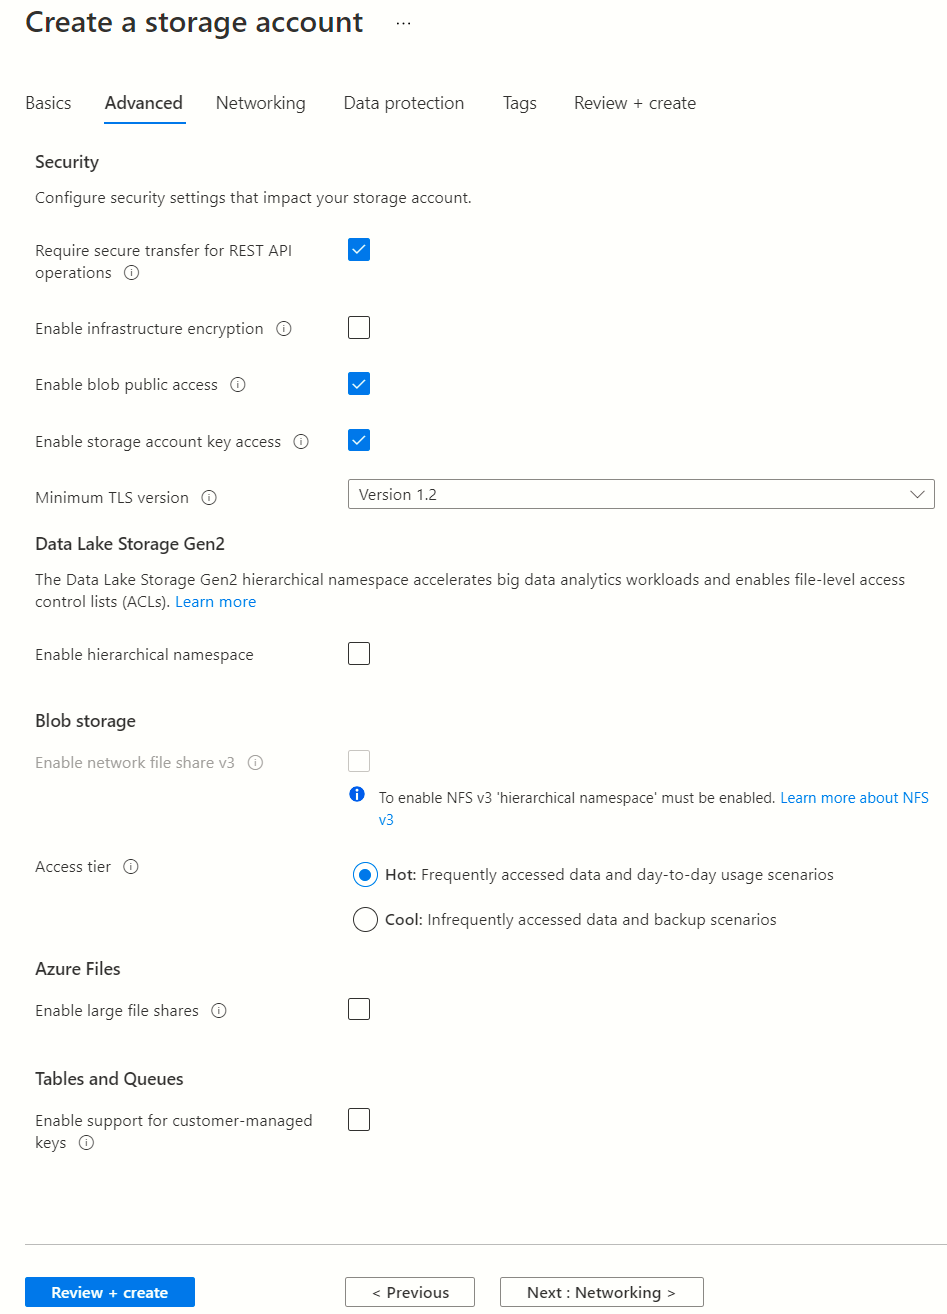 Create a storage account ...
Basics Advanced Networking Data protection Tags Review + create
Security
Configure security settings that impact your storage account.
Require secure transfer for REST API
operations
Enable infrastructure encryption
Enable blob public access
Enable storage account key access
Minimum TLS version
Version 1.2
Data Lake Storage Gen2
The Data Lake Storage Gen2 hierarchical namespace accelerates big data analytics workloads and enables file-level access
control lists (ACLs). Learn more
Enable hierarchical namespace
Blob storage
Enable network file share v3
To enable NFS v3 'hierarchical namespace' must be enabled. Learn more about NFS
v3
Access tier
Hot: Frequently accessed data and day-to-day usage scenarios
Cool: Infrequently accessed data and backup scenarios
Azure Files
Enable large file shares
Tables and Queues
Enable support for customer-managed
keys
Review + create < Previous Next : Networking >